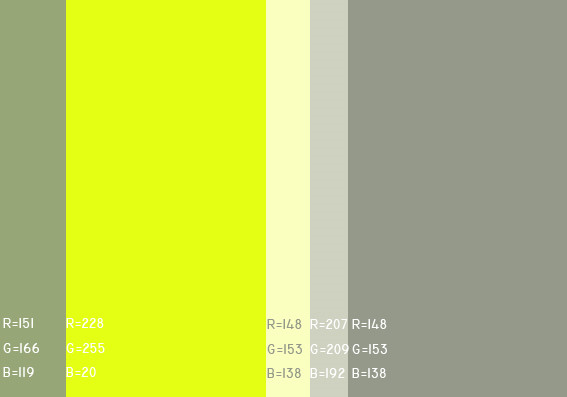 R=151
G=166
B=119
R=228
G=255
B=20
R=148
G=153
B=138
R=207
G=209
B=192
R=148
G=153
B=138